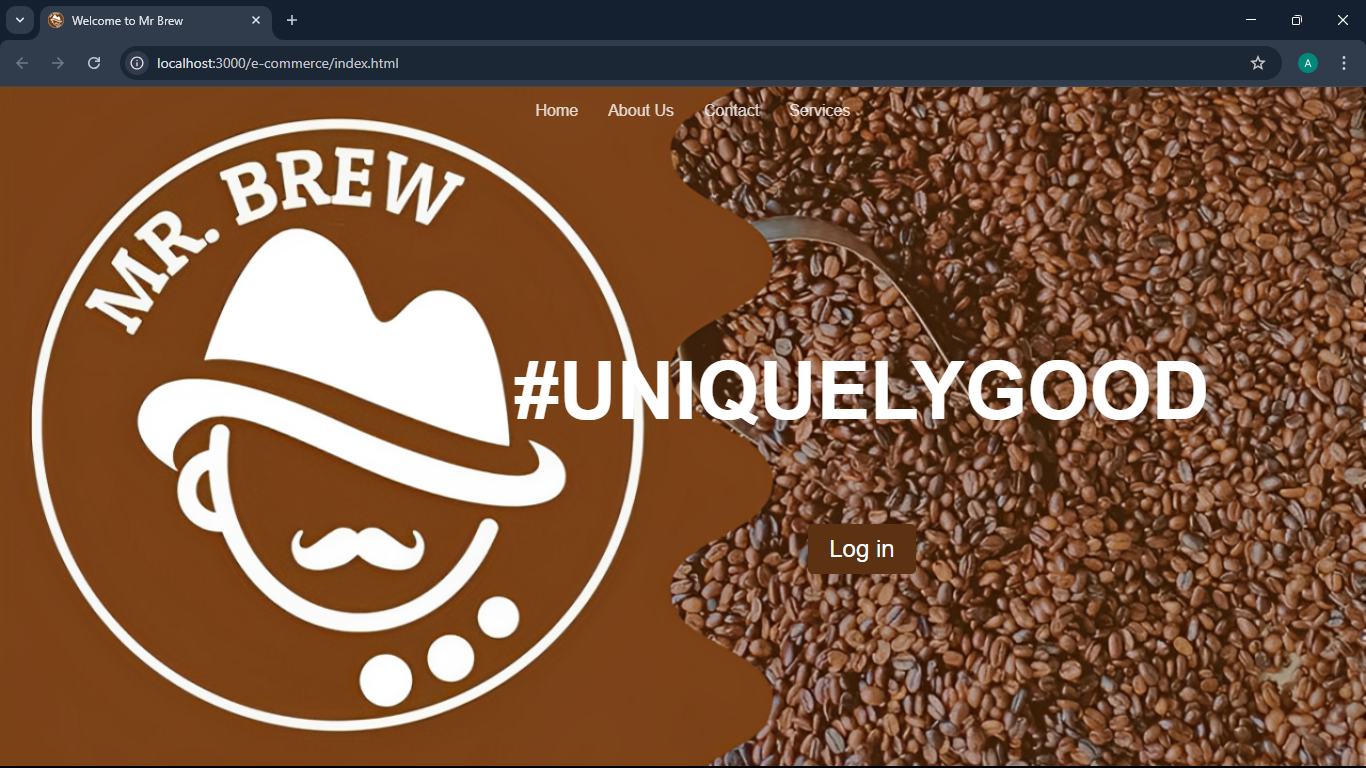 Welcome to Mr Brew
localhost:3000/e-commerce/index.html
A
Home About Us Contact Services
MR. BREW
#UNIQUELYGOOD
Log in